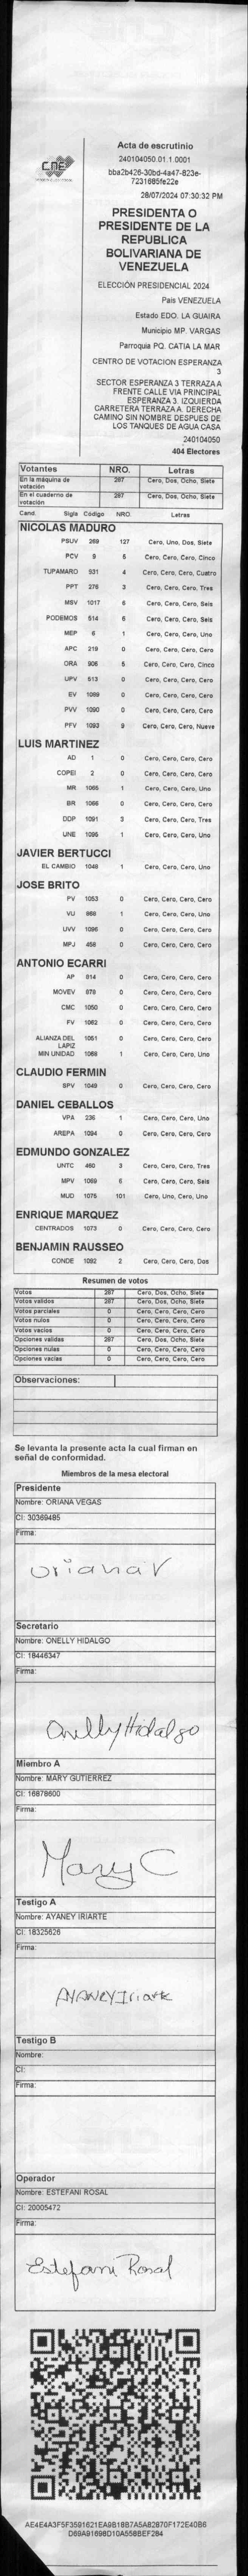 CNE
Acta de escrutinio
240104050.01.1.0001
bba2b426-30bd-4a47-823e-
7231685fe22e
28/07/2024 07:30:32 PM
PRESIDENTA O
PRESIDENTE DE LA
REPUBLICA
BOLIVARIANA DE
VENEZUELA
ELECCIÓN PRESIDENCIAL 2024
Pais VENEZUELA
Estado EDO. LA GUAIRA
Municipio MP. VARGAS
Parroquia PQ. CATIA LA MAR
CENTRO DE VOTACION ESPERANZA
3
SECTOR ESPERANZA 3 TERRAZA A
FRENTE CALLE VIA PRINCIPAL
ESPERANZA 3. IZQUIERDA
CARRETERA TERRAZA A. DERECHA
CAMINO SIN NOMBRE DESPUES DE
LOS TANQUES DE AGUA CASA
240104050
404 Electores
Votantes NRO. Letras
En la máquina de votación 287 Cero, Dos, Ocho, Siete
En el cuaderno de votación 287 Cero, Dos, Ocho, Siete
Cand. Sigla Código NRO. Letras
NICOLAS MADURO
PSUV 269 127 Cero, Uno, Dos, Siete
PCV 9 5 Cero, Cero, Cero, Cinco
TUPAMARO 931 4 Cero, Cero, Cero, Cuatro
PPT 276 3 Cero, Cero, Cero, Tres
MSV 1017 6 Cero, Cero, Cero, Seis
PODEMOS 514 6 Cero, Cero, Cero, Seis
MEP 6 1 Cero, Cero, Cero, Uno
APC 219 0 Cero, Cero, Cero, Cero
ORA 906 5 Cero, Cero, Cero, Cinco
UPV 513 0 Cero, Cero, Cero, Cero
EV 1089 0 Cero, Cero, Cero, Cero
PVV 1090 0 Cero, Cero, Cero, Cero
PFV 1093 9 Cero, Cero, Cero, Nueve
LUIS MARTINEZ
AD 1 0 Cero, Cero, Cero, Cero
COPEI 2 0 Cero, Cero, Cero, Cero
MR 1065 1 Cero, Cero, Cero, Uno
BR 1066 0 Cero, Cero, Cero, Cero
DDP 1091 3 Cero, Cero, Cero, Tres
UNE 1095 1 Cero, Cero, Cero, Uno
JAVIER BERTUCCI
EL CAMBIO 1048 1 Cero, Cero, Cero, Uno
JOSE BRITO
PV 1053 0 Cero, Cero, Cero, Cero
VU 868 1 Cero, Cero, Cero, Uno
UVV 1096 0 Cero, Cero, Cero, Cero
MPJ 458 0 Cero, Cero, Cero, Cero
ANTONIO ECARRI
AP 914 0 Cero, Cero, Cero, Cero
MOVEV 879 0 Cero, Cero, Cero, Cero
CMC 1050 0 Cero, Cero, Cero, Cero
FV 1062 0 Cero, Cero, Cero, Cero
ALIANZA DEL LAPIZ 1051 0 Cero, Cero, Cero, Cero
MIN UNIDAD 1068 1 Cero, Cero, Cero, Uno
CLAUDIO FERMIN
SPV 1049 0 Cero, Cero, Cero, Cero
DANIEL CEBALLOS
VPA 236 1 Cero, Cero, Cero, Uno
AREPA 1094 0 Cero, Cero, Cero, Cero
EDMUNDO GONZALEZ
UNTC 460 3 Cero, Cero, Cero, Tres
MPV 1069 6 Cero, Cero, Cero, Seis
MUD 1075 101 Cero, Uno, Cero, Uno
ENRIQUE MARQUEZ
CENTRADOS 1073 0 Cero, Cero, Cero, Cero
BENJAMIN RAUSSEO
CONDE 1092 2 Cero, Cero, Cero, Dos
Resumen de votos
Votos 287 Cero, Dos, Ocho, Siete
Votos validos 287 Cero, Dos, Ocho, Siete
Votos parciales 0 Cero, Cero, Cero, Cero
Votos nulos 0 Cero, Cero, Cero, Cero
Votos vacios 0 Cero, Cero, Cero, Cero
Opciones validas 287 Cero, Dos, Ocho, Siete
Opciones nulas 0 Cero, Cero, Cero, Cero
Opciones vacias 0 Cero, Cero, Cero, Cero
Observaciones:
Se levanta la presente acta la cual firman en
señal de conformidad.
Miembros de la mesa electoral
Presidente
Nombre: ORIANA VEGAS
CI: 30369485
Firma:
Oriana V
Secretario
Nombre: ONELLY HIDALGO
CI: 18446347
Firma:
Onelly Hidalgo
Miembro A
Nombre: MARY GUTIERREZ
CI: 16878600
Firma:
Mary C
Testigo A
Nombre: AYANEY IRIARTE
CI: 18325626
Firma:
AYANEY Iriarte
Testigo B
Nombre:
CI:
Firma:
Operador
Nombre: ESTEFANI ROSAL
CI: 20005472
Firma:
Estefani Rosal
AE4E4A3F5F3591621EA9B18B7A5AB2870F172E40B6
D69A91698D10A558BEF284